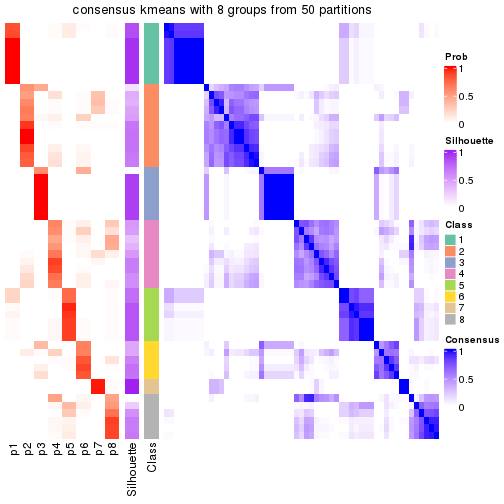 consensus kmeans with 8 groups from 50 partitions
Prob
1
0.5
0
Silhouette
1
0.5
0
Class
1
2
3
4
5
6
7
8
Consensus
1
0.5
0
p1
p2
p3
p4
p5
p6
p7
p8
Silhouette
Class